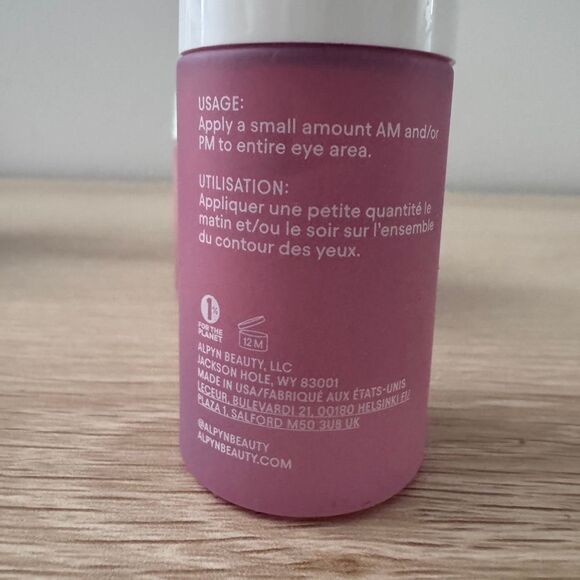 USAGE:
Apply a small amount AM and/or
PM to entire eye area.
UTILISATION:
Appliquer une petite quantité le
matin et/ou le soir sur l'ensemble
du contour des yeux.
1%
FOR THE
PLANET
12 M
ALPYN BEAUTY, LLC
JACKSON HOLE, WY 83001
MADE IN USA/FABRIQUÉ AUX ÉTATS-UNIS
LECEUR, BULEVARDI 21, 00180 HELSINKI FI/
PLAZA 1, SALFORD M50 3UB UK
@ALPYNBEAUTY
ALPYNBEAUTY.COM